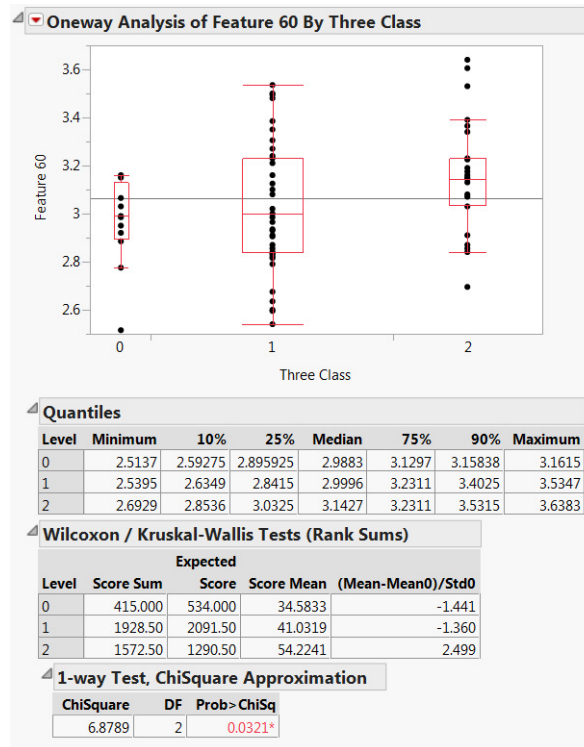 Oneway Analysis of Feature 60 By Three Class
3.6
3.4
3.2
3
2.8
2.6
Feature 60
0 1 2
Three Class
Quantiles
Level Minimum 10% 25% Median 75% 90% Maximum
0 2.5137 2.59275 2.895925 2.9883 3.1297 3.15838 3.1615
1 2.5395 2.6349 2.8415 2.9996 3.2311 3.4025 3.5347
2 2.6929 2.8536 3.0325 3.1427 3.2311 3.5315 3.6383
Wilcoxon / Kruskal-Wallis Tests (Rank Sums)
Expected
Level Score Sum Score Score Mean (Mean-Mean0)/Std0
0 415.000 534.000 34.5833 -1.441
1 1928.50 2091.50 41.0319 -1.360
2 1572.50 1290.50 54.2241 2.499
1-way Test, ChiSquare Approximation
ChiSquare DF Prob>ChiSq
6.8789 2 0.0321*